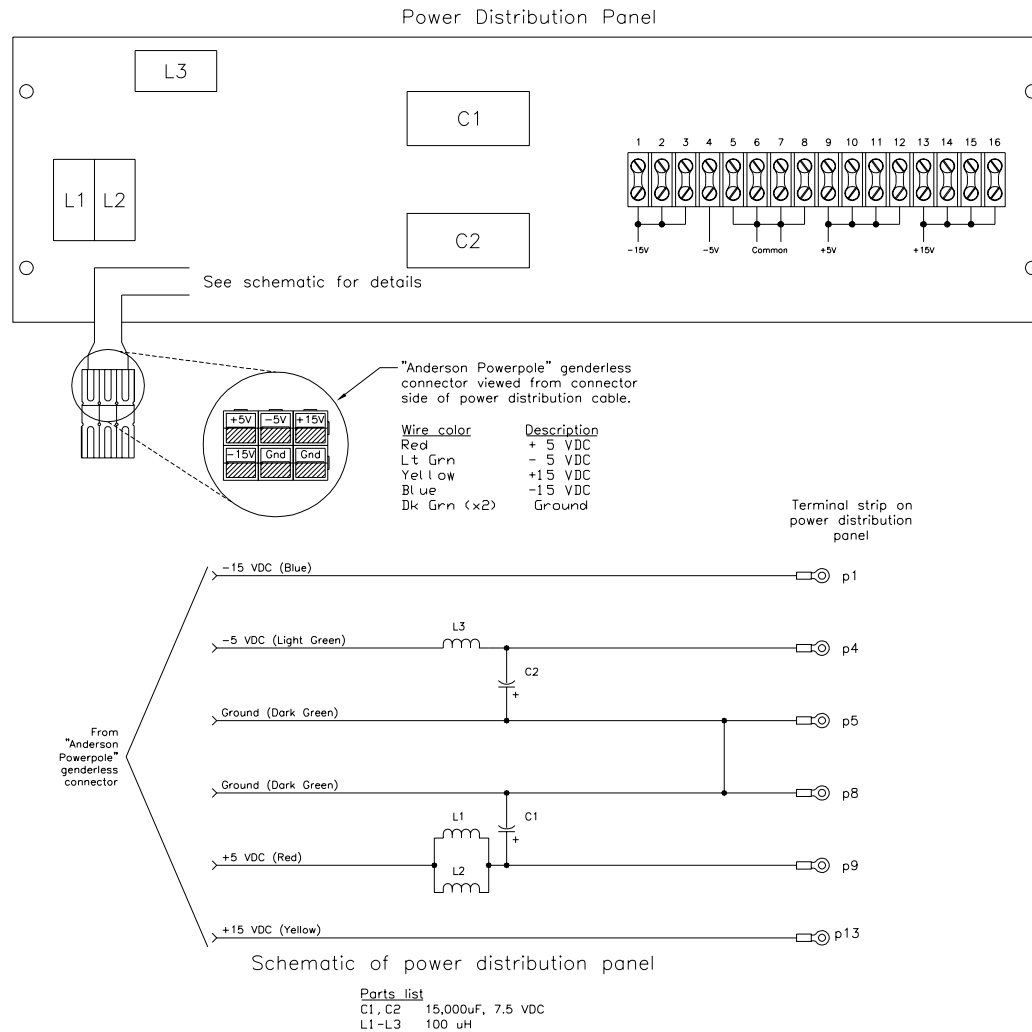 Power Distribution Panel
L3
C1
L1 L2
C2
1 2 3 4 5 6 7 8 9 10 11 12 13 14 15 16
-15V -5V Common +5V +15V
See schematic for details
"Anderson Powerpole" genderless
connector viewed from connector
side of power distribution cable.
+5V -5V +15V
-15V Gnd Gnd
Wire color Description
Red + 5 VDC
Lt Grn - 5 VDC
Yellow +15 VDC
Blue -15 VDC
Dk Grn (x2) Ground
Terminal strip on
power distribution
panel
-15 VDC (Blue) p1
L3
-5 VDC (Light Green) p4
C2
+
Ground (Dark Green) p5
From
"Anderson
Powerpole"
genderless
connector
Ground (Dark Green) p8
L1 C1
+
+5 VDC (Red) p9
L2
+15 VDC (Yellow) p13
Schematic of power distribution panel
Parts list
C1, C2 15,000uF, 7.5 VDC
L1-L3 100 uH